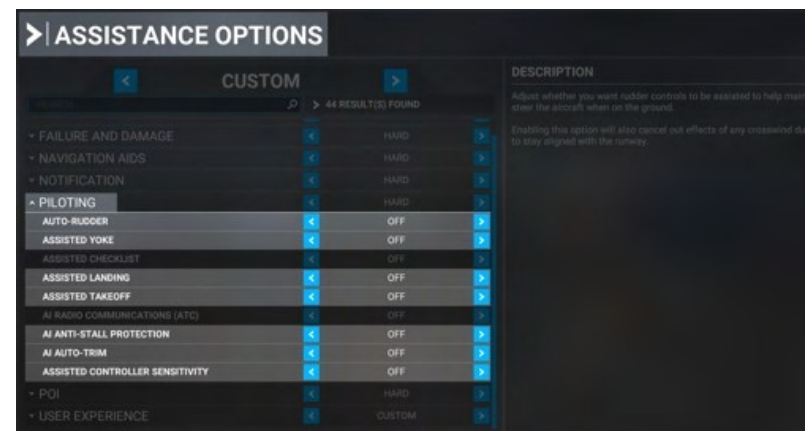 ASSISTANCE OPTIONS
CUSTOM
44 RESULT(S) FOUND
FAILURE AND DAMAGE HARD
NAVIGATION AIDS HARD
NOTIFICATION HARD
PILOTING HARD
AUTO-RUDDER OFF
ASSISTED YOKE OFF
ASSISTED CHECKLIST OFF
ASSISTED LANDING OFF
ASSISTED TAKEOFF OFF
AI RADIO COMMUNICATIONS (ATC) OFF
AI ANTI-STALL PROTECTION OFF
AI AUTO-TRIM OFF
ASSISTED CONTROLLER SENSITIVITY OFF
POI HARD
USER EXPERIENCE CUSTOM
DESCRIPTION
Adjust whether you want rudder controls to be assisted to help
steer the aircraft when on the ground.
Enabling this option will also cancel out effects of any crosswind
to stay aligned with the runway.